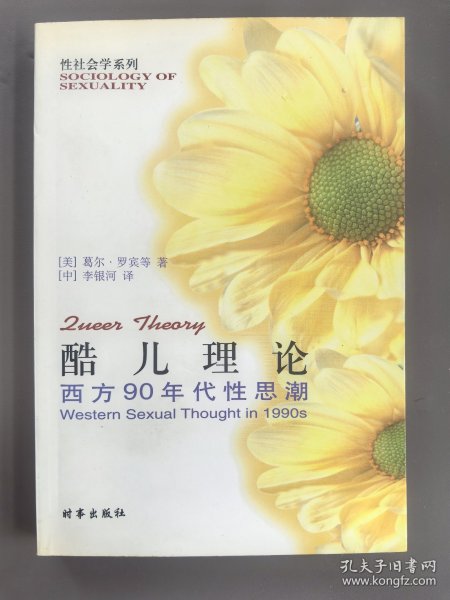 性社会学系列
SOCIOLOGY OF
SEXUALITY
[美] 葛尔·罗宾等 著
[中] 李银河 译
Queer Theory
酷儿理论
西方90年代性思潮
Western Sexual Thought in 1990s
时事出版社
孔夫子旧书网
www.kongfz.com